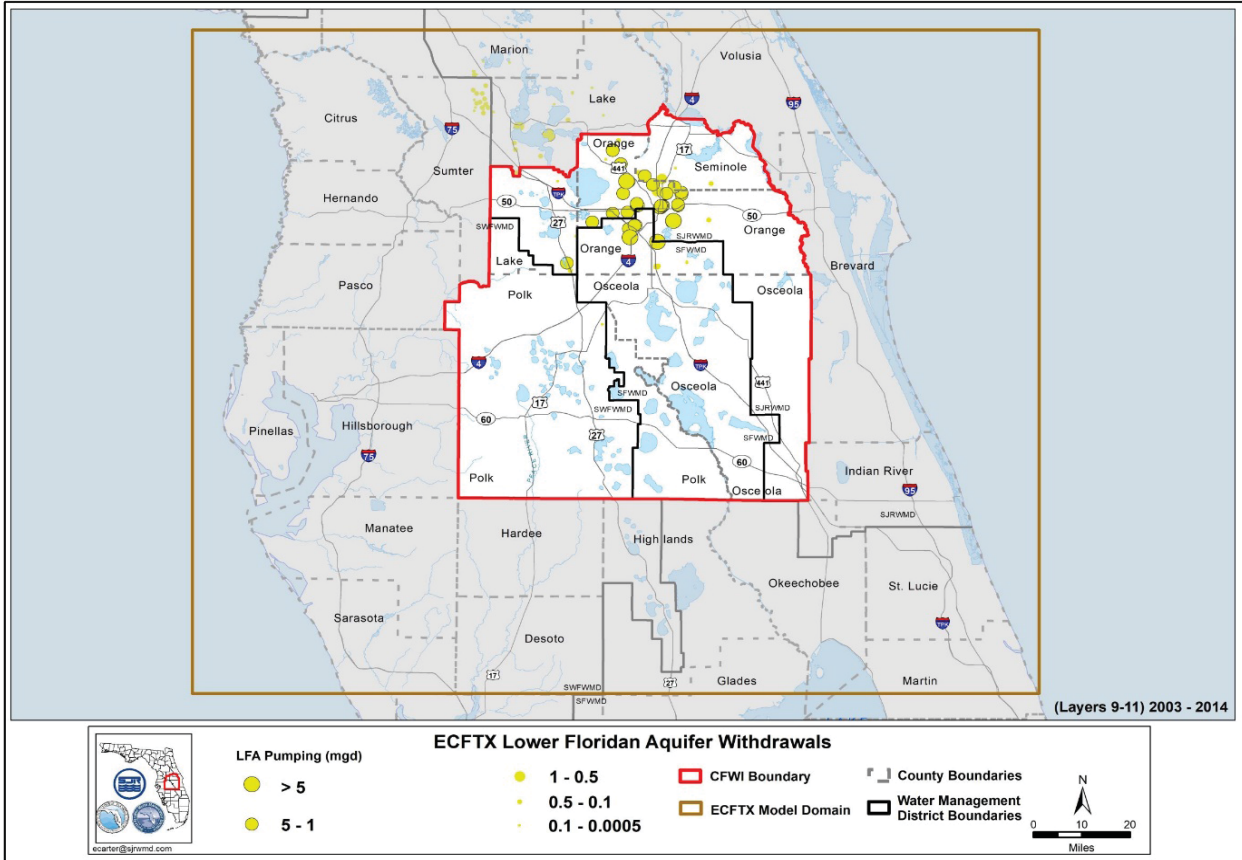 Marion
Volusia
Lake
4
95
Citrus
75
Orange
441
17
Seminole
Sumter
TPK
Hernando
50
27
50
SWFWMD
SJRWMD
SFWMD
Orange
Orange
Lake
4
Brevard
Pasco
Polk
Osceola
Osceola
4
TPK
Osceola
441
SFWMD
17
SWFWMD
SJRWMD
60
Hillsborough
Pinellas
27
SFWMD
75
60
Indian River
Polk
Polk
Osceola
95
SJRWMD
Manatee
Hardee
Highlands
Okeechobee
St. Lucie
Sarasota
TPK
Desoto
17
27
Glades
Martin
SWFWMD
SFWMD
(Layers 9-11) 2003 - 2014
ECFTX Lower Floridan Aquifer Withdrawals
LFA Pumping (mgd)
> 5
5 - 1
1 - 0.5
0.5 - 0.1
0.1 - 0.0005
CFWI Boundary
ECFTX Model Domain
County Boundaries
Water Management
District Boundaries
N
0 10 20
Miles
ecarter@sjrwmd.com